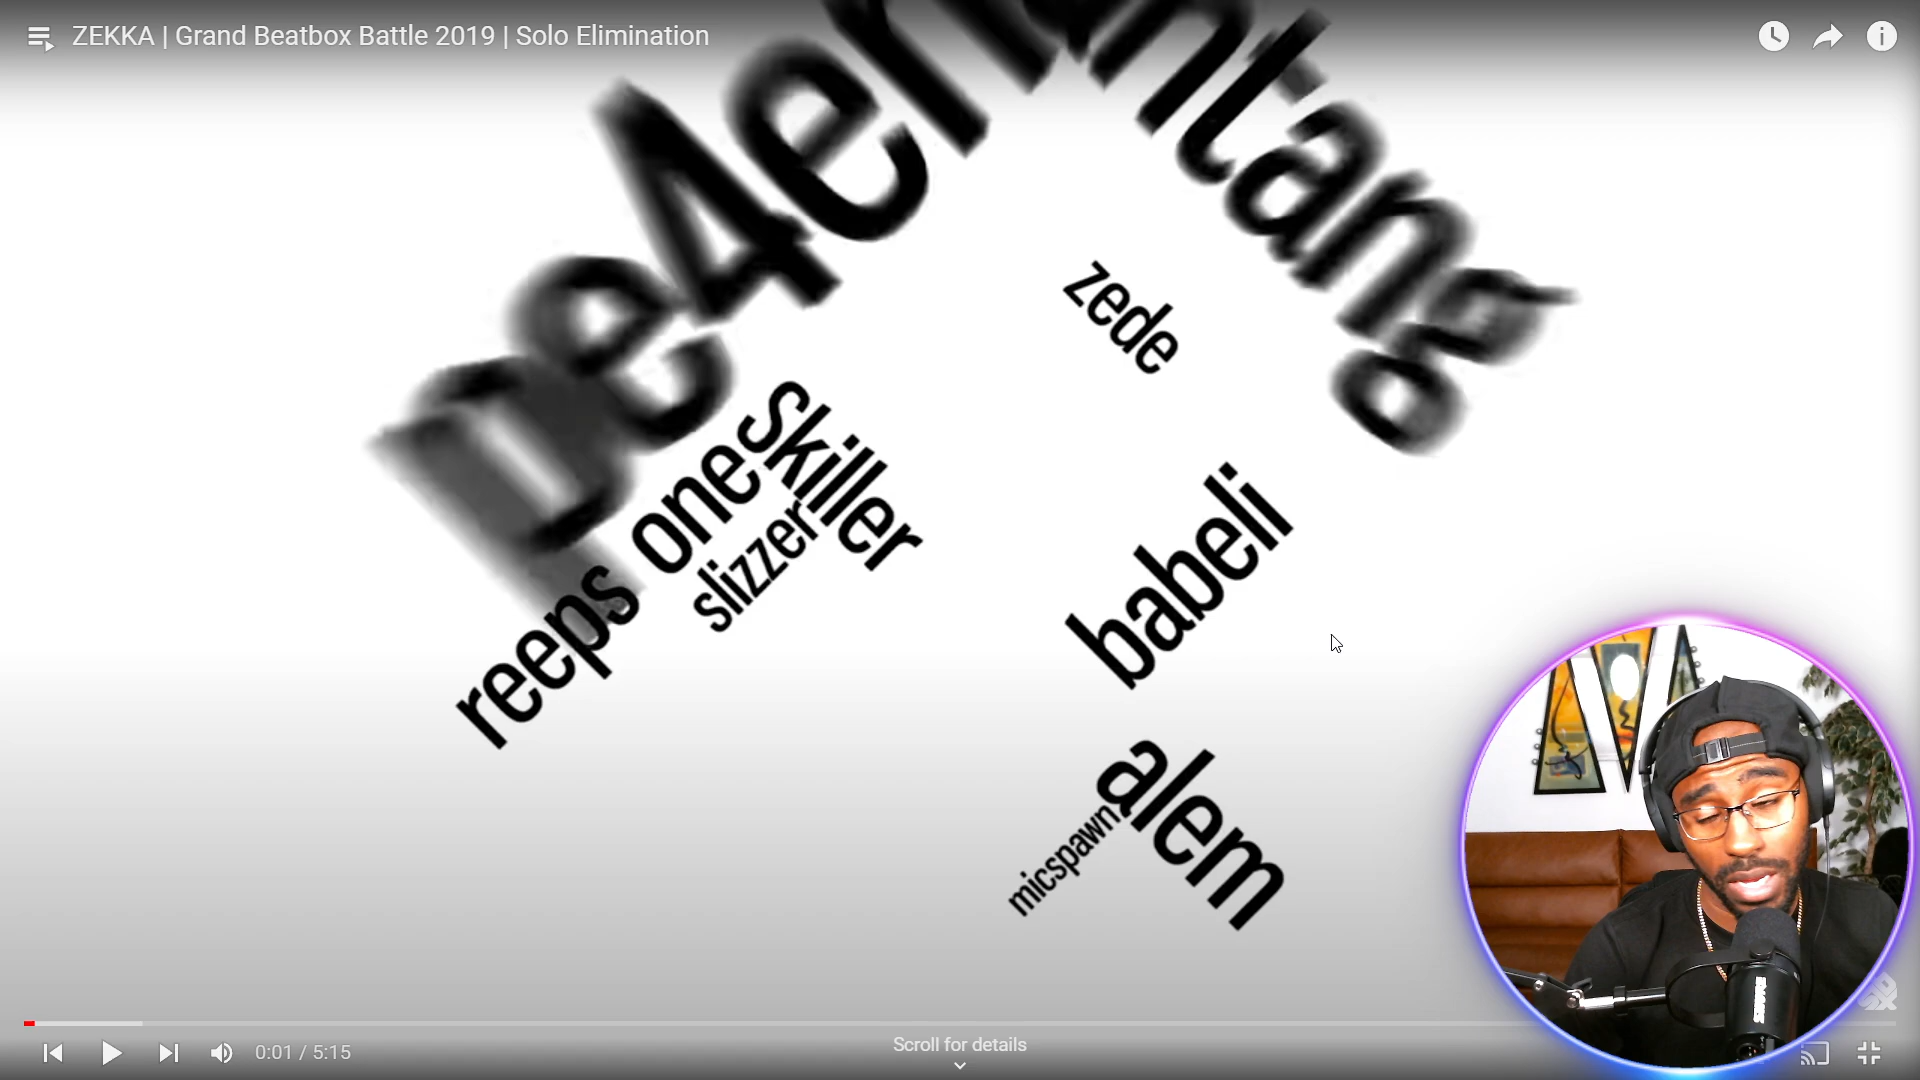 ZEKKA | Grand Beatbox Battle 2019 | Solo Elimination
zede
skiller
reeps one
slizzer
babeli
alem
micspawn
0:01 / 5:15
Scroll for details